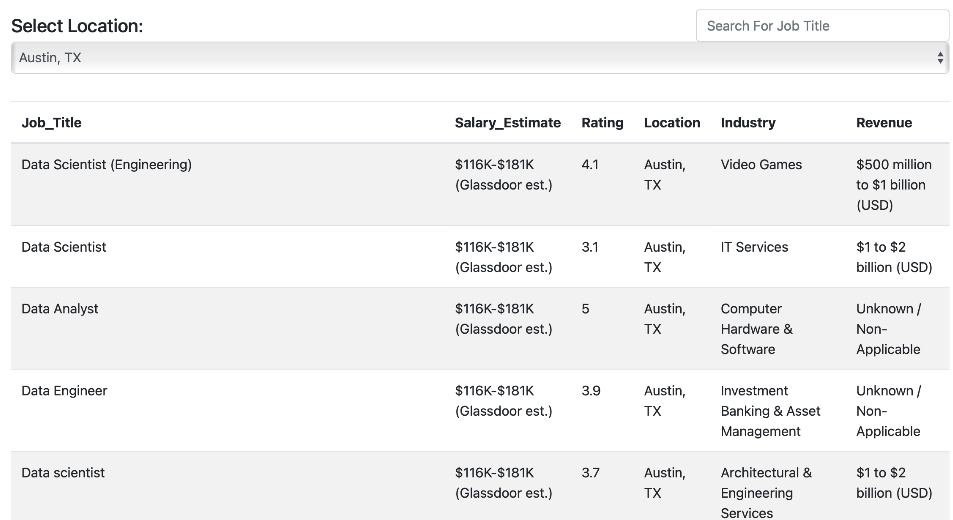 Select Location:
Search For Job Title
Austin, TX
Job_Title Salary_Estimate Rating Location Industry Revenue
Data Scientist (Engineering) $116K-$181K 4.1 Austin, Video Games $500 million
(Glassdoor est.) TX to $1 billion
(USD)
Data Scientist $116K-$181K 3.1 Austin, IT Services $1 to $2
(Glassdoor est.) TX billion (USD)
Data Analyst $116K-$181K 5 Austin, Computer Unknown /
(Glassdoor est.) TX Hardware & Non-
Software Applicable
Data Engineer $116K-$181K 3.9 Austin, Investment Unknown /
(Glassdoor est.) TX Banking & Asset Non-
Management Applicable
Data scientist $116K-$181K 3.7 Austin, Architectural & $1 to $2
(Glassdoor est.) TX Engineering billion (USD)
Services